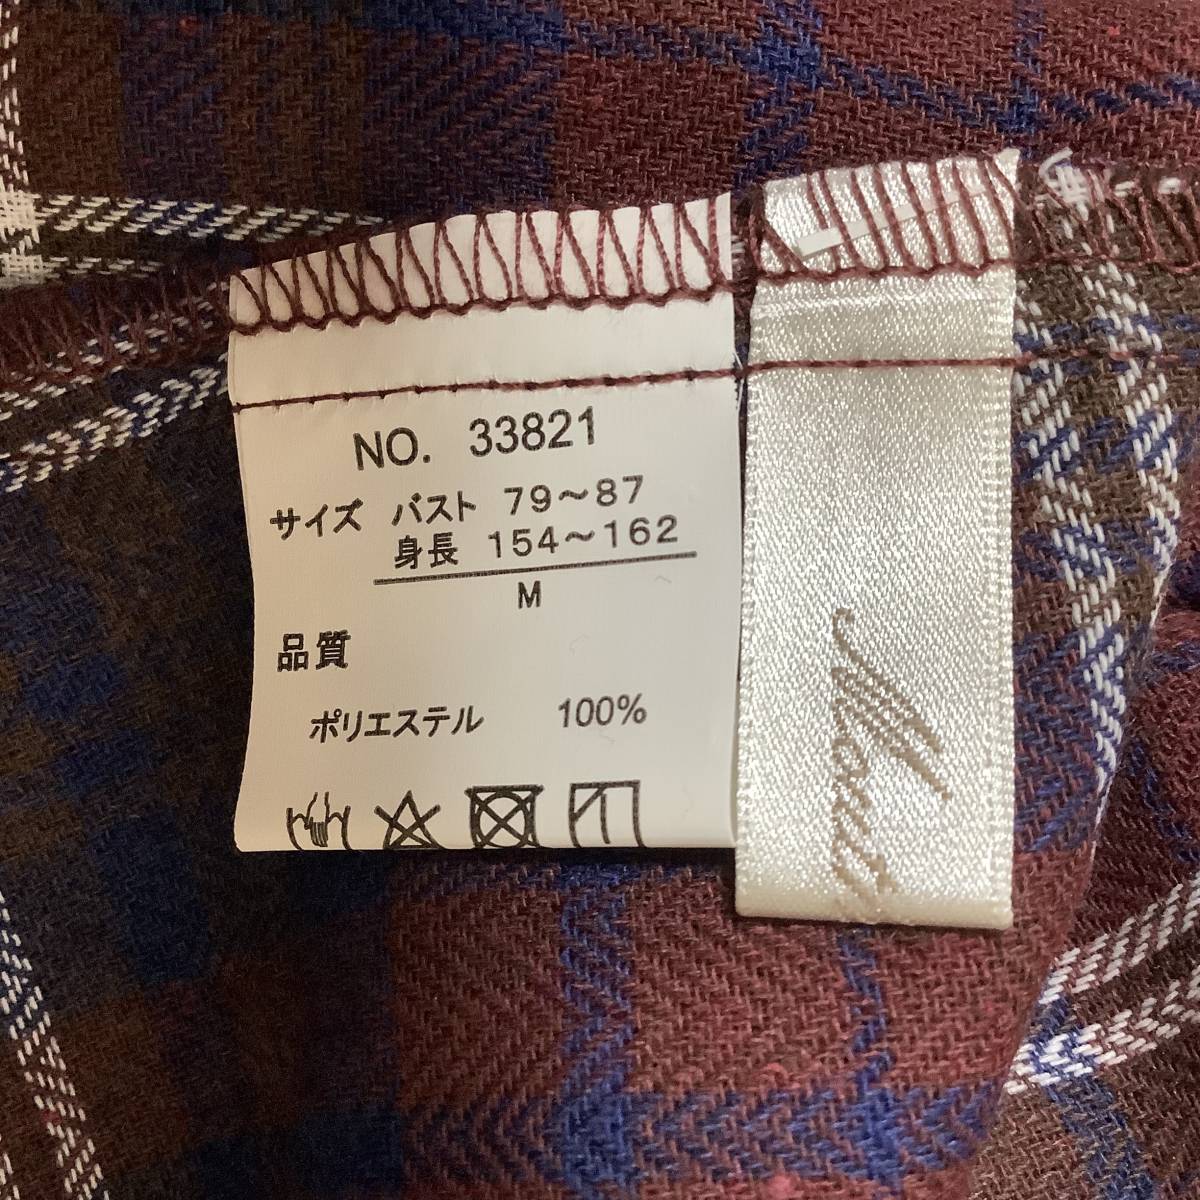 NO. 33821
サイズ バスト 79～87
身長 154～162
M
品質
ポリエステル 100%